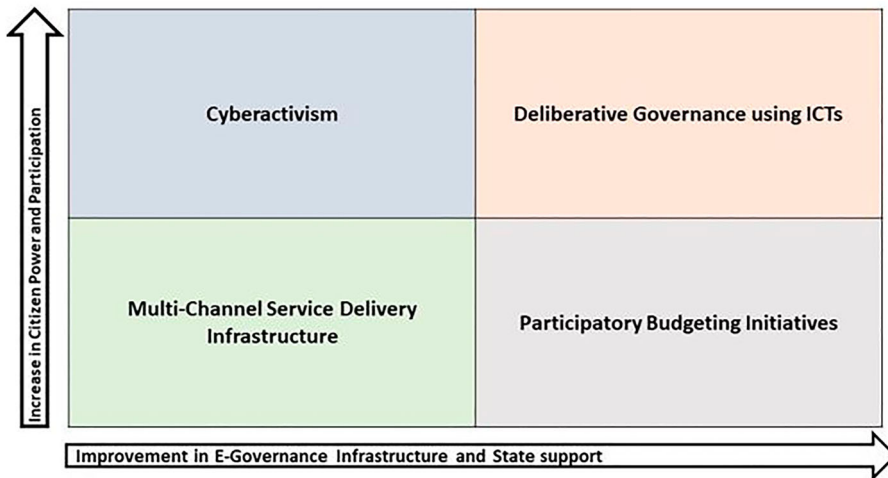 Increase in Citizen Power and Participation
Cyberactivism
Deliberative Governance using ICTs
Multi-Channel Service Delivery
Infrastructure
Participatory Budgeting Initiatives
Improvement in E-Governance Infrastructure and State support